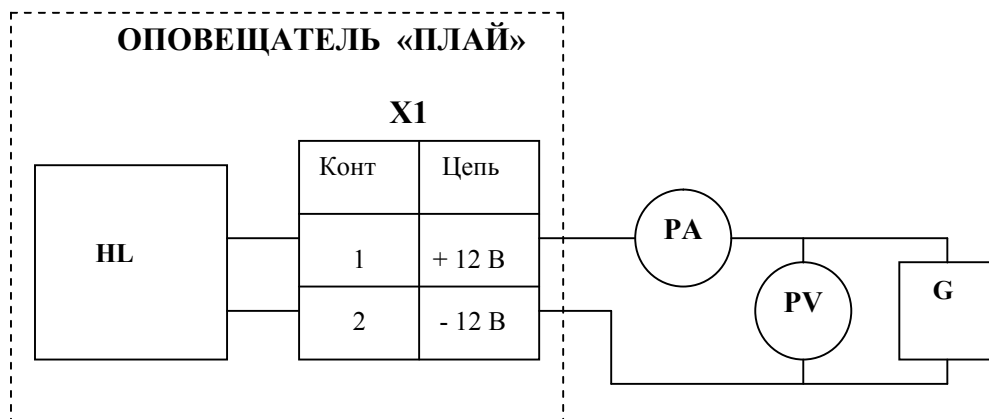 ОПОВЕЩАТЕЛЬ «ПЛАЙ»
X1
Конт Цепь
HL
1 + 12 В
2 - 12 В
PA
PV
G